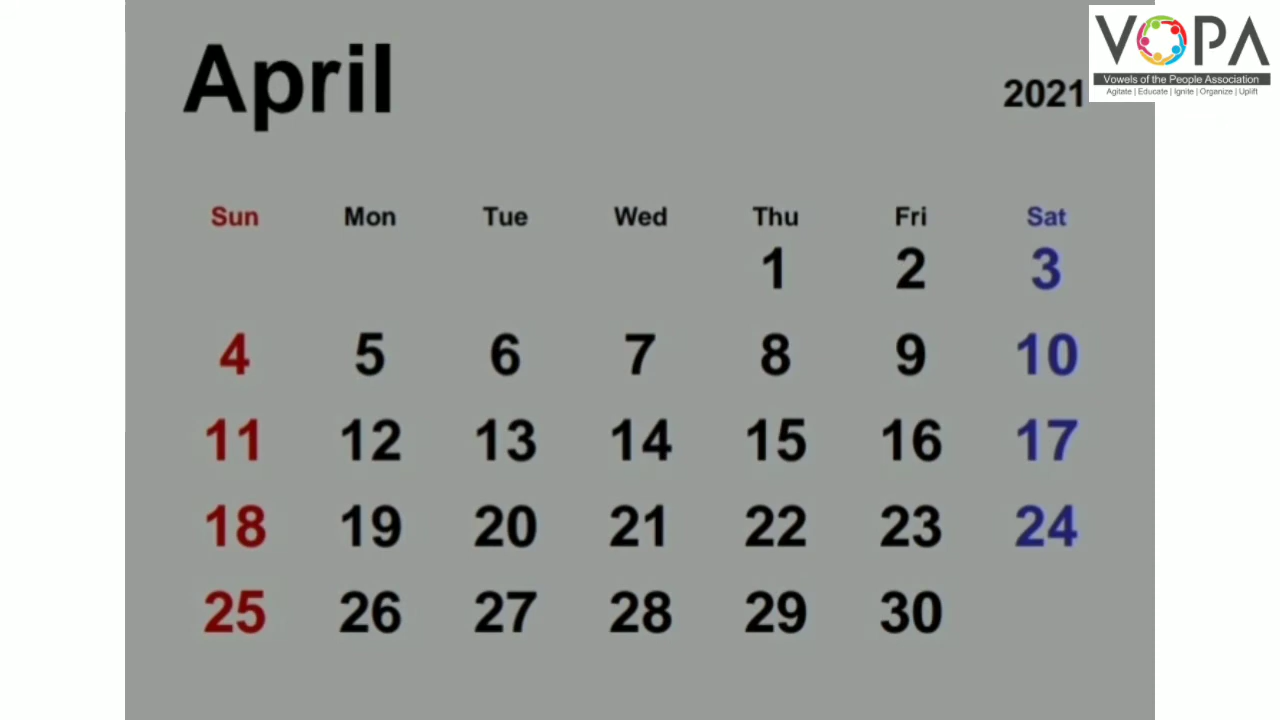 April
2021
VOPA
Vowels of the People Association
Agitate | Educate | Ignite | Organize | Uplift
Sun Mon Tue Wed Thu Fri Sat
1 2 3
4 5 6 7 8 9 10
11 12 13 14 15 16 17
18 19 20 21 22 23 24
25 26 27 28 29 30